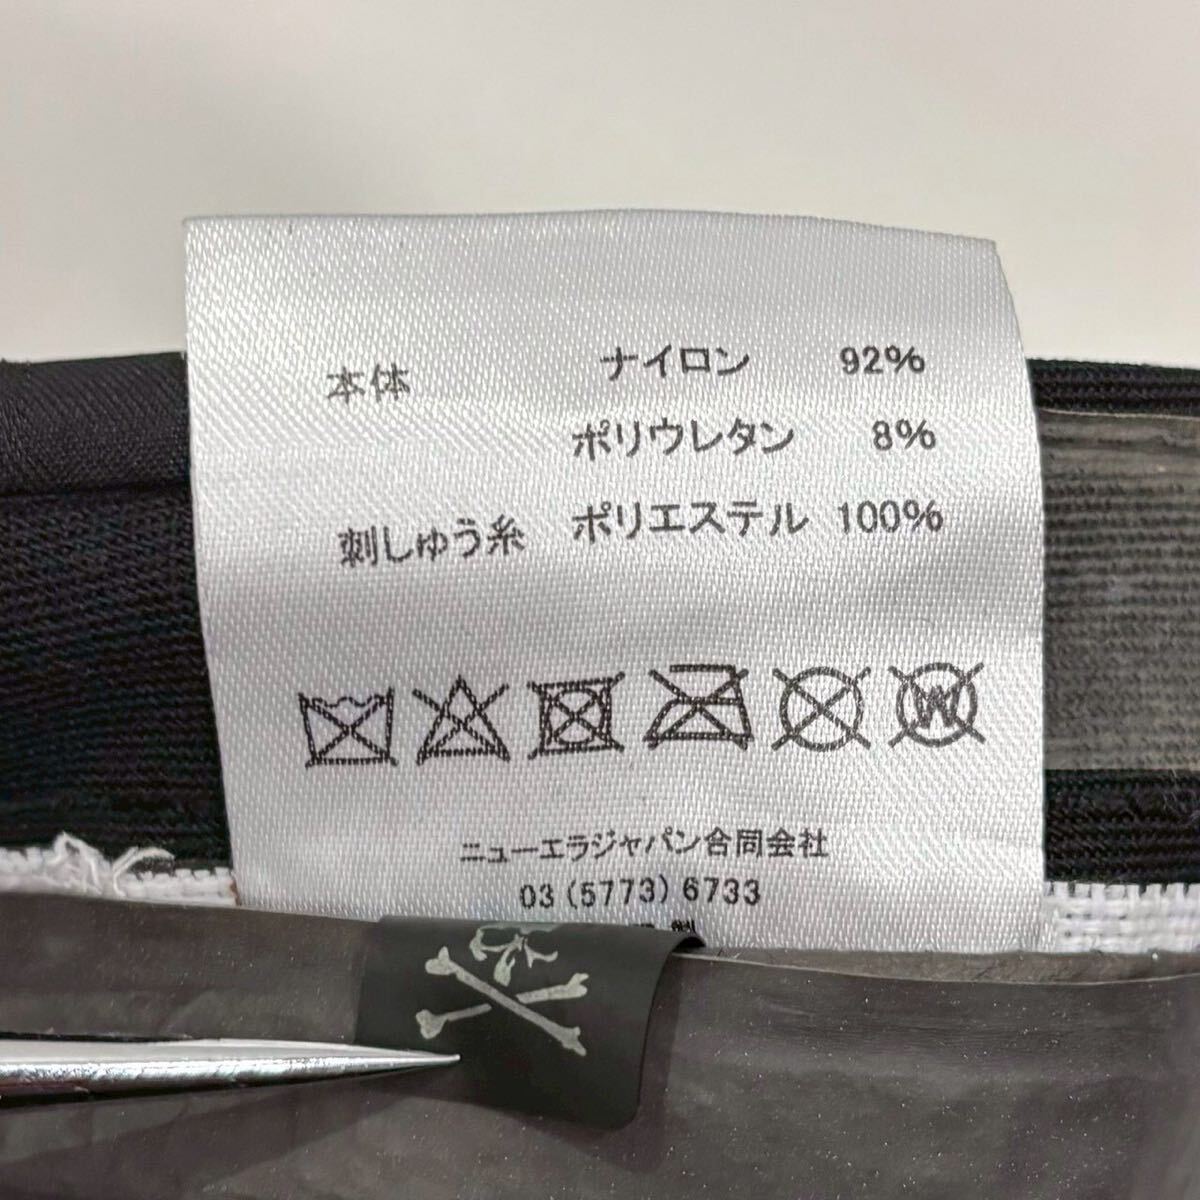 本体 ナイロン 92%
ポリウレタン 8%
刺しゅう糸 ポリエステル 100%
W
ニューエラジャパン合同会社
03 (5773) 6733